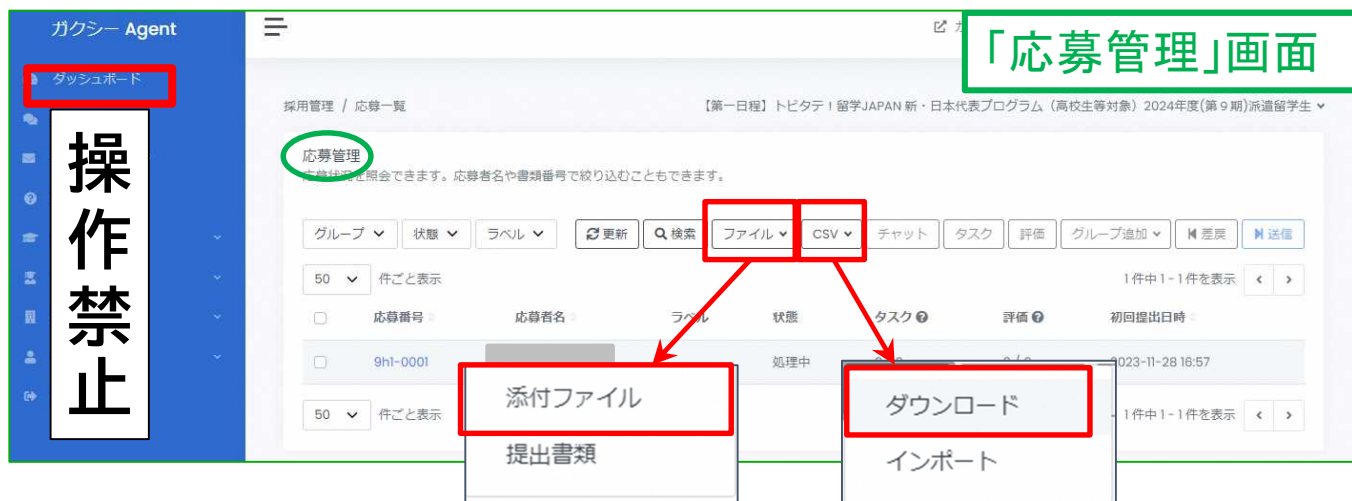 ガクシー Agent
「応募管理」画面
ダッシュボード
操作禁止
採用管理 / 応募一覧
【第一日程】トビタテ！留学JAPAN 新・日本代表プログラム（高校生等対象）2024年度(第９期)派遣留学生
応募管理
応募状況を照会できます。応募者名や書類番号で絞り込むこともできます。
グループ 状態 ラベル 更新 検索 ファイル CSV チャット タスク 評価 グループ追加 差戻 送信
50 件ごと表示 1件中1-1件を表示
応募番号 応募者名 ラベル 状態 タスク 評価 初回提出日時
9h1-0001 処理中 2023-11-28 16:57
50 件ごと表示 1件中1-1件を表示
添付ファイル
提出書類
ダウンロード
インポート